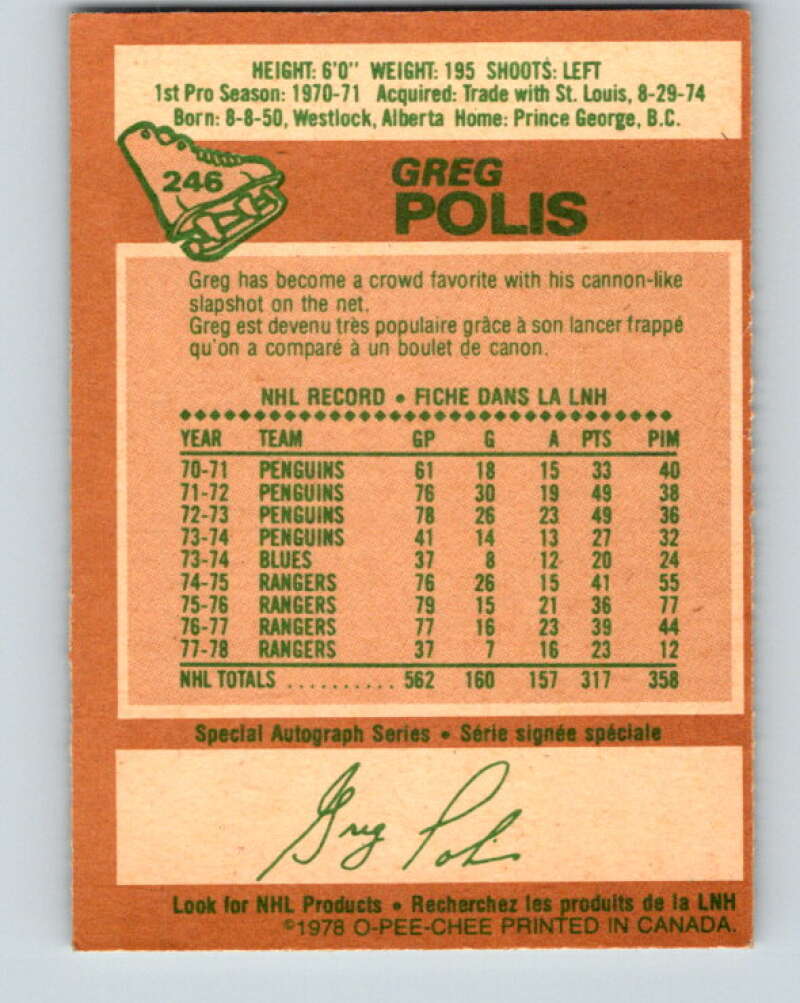 HEIGHT: 6'0" WEIGHT: 195 SHOOTS: LEFT
1st Pro Season: 1970-71 Acquired: Trade with St. Louis, 8-29-74
Born: 8-8-50, Westlock, Alberta Home: Prince George, B.C.
246
GREG
POLIS
Greg has become a crowd favorite with his cannon-like
slapshot on the net.
Greg est devenu très populaire grâce à son lancer frappé
qu'on a comparé à un boulet de canon.
NHL RECORD • FICHE DANS LA LNH
YEAR TEAM GP G A PTS PIM
70-71 PENGUINS 61 18 15 33 40
71-72 PENGUINS 76 30 19 49 38
72-73 PENGUINS 78 26 23 49 36
73-74 PENGUINS 41 14 13 27 32
73-74 BLUES 37 8 12 20 24
74-75 RANGERS 76 26 15 41 55
75-76 RANGERS 79 15 21 36 77
76-77 RANGERS 77 16 23 39 44
77-78 RANGERS 37 7 16 23 12
NHL TOTALS .......... 562 160 157 317 358
Special Autograph Series • Série signée spéciale
Greg Polis
Look for NHL Products • Recherchez les produits de la LNH
©1978 O-PEE-CHEE PRINTED IN CANADA.